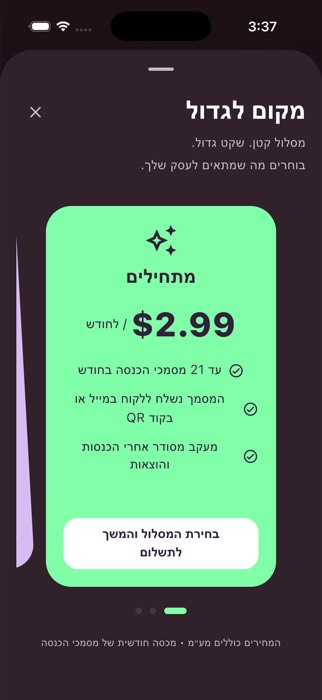 3:37
מקום לגדול
מסלול קטן. שקט גדול.
בוחרים מה שמתאים לעסק שלך.
מתחילים
$2.99 / לחודש
עד 21 מסמכי הכנסה בחודש
המסמך נשלח ללקוח במייל או
בקוד QR
מעקב מסודר אחרי הכנסות
והוצאות
בחירת המסלול והמשך
לתשלום
המחירים כוללים מע״מ • מכסה חודשית של מסמכי הכנסה